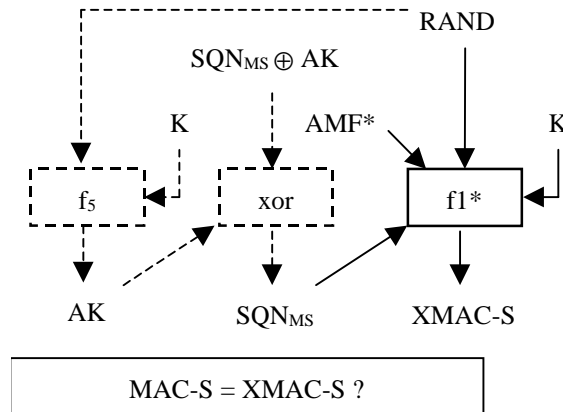 RAND
SQNMS ⊕ AK
K AMF* K
f5 xor f1*
AK SQNMS XMAC-S
MAC-S = XMAC-S ?